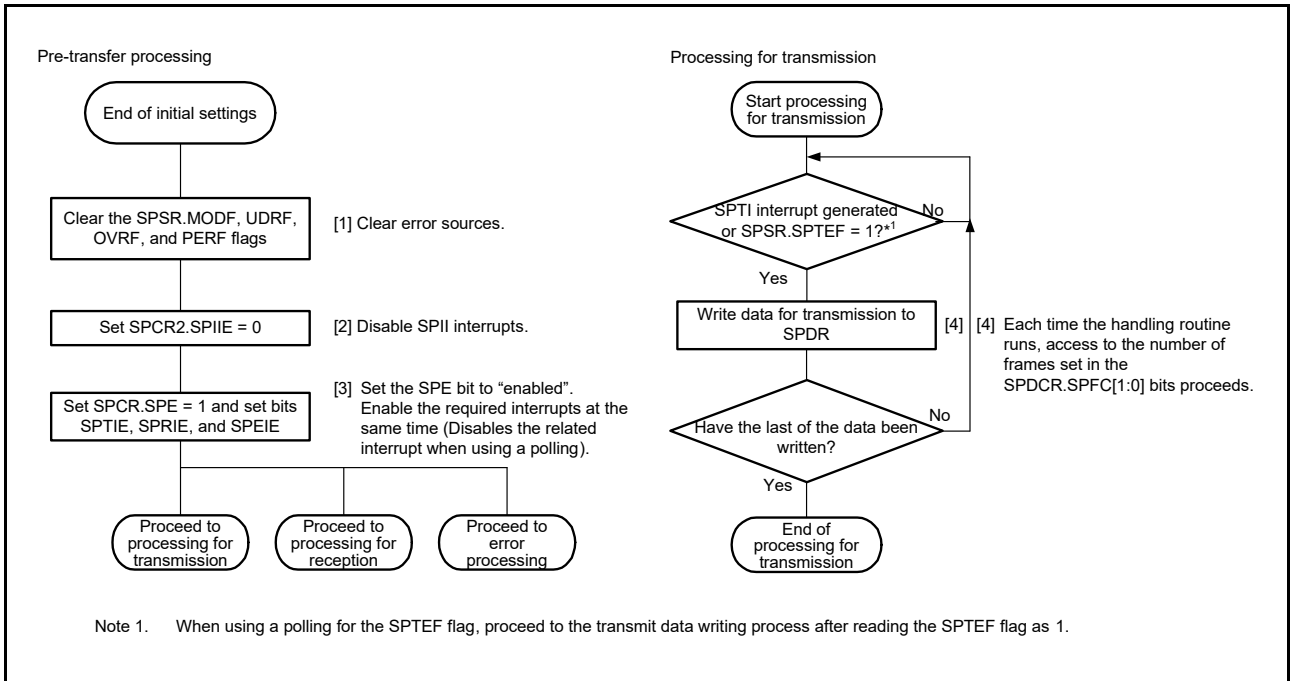 Pre-transfer processing
End of initial settings
Clear the SPSR.MODF, UDRF,
OVRF, and PERF flags
[1] Clear error sources.
Set SPCR2.SPIIE = 0
[2] Disable SPII interrupts.
Set SPCR.SPE = 1 and set bits
SPTIE, SPRIE, and SPEIE
[3] Set the SPE bit to “enabled”.
Enable the required interrupts at the
same time (Disables the related
interrupt when using a polling).
Proceed to
processing for
transmission
Proceed to
processing for
reception
Proceed to
error
processing
Processing for transmission
Start processing
for transmission
SPTI interrupt generated
or SPSR.SPTEF = 1?*1
No
Yes
Write data for transmission to
SPDR
[4]
[4] Each time the handling routine
runs, access to the number of
frames set in the
SPDCR.SPFC[1:0] bits proceeds.
Have the last of the data been
written?
No
Yes
End of
processing for
transmission
Note 1. When using a polling for the SPTEF flag, proceed to the transmit data writing process after reading the SPTEF flag as 1.